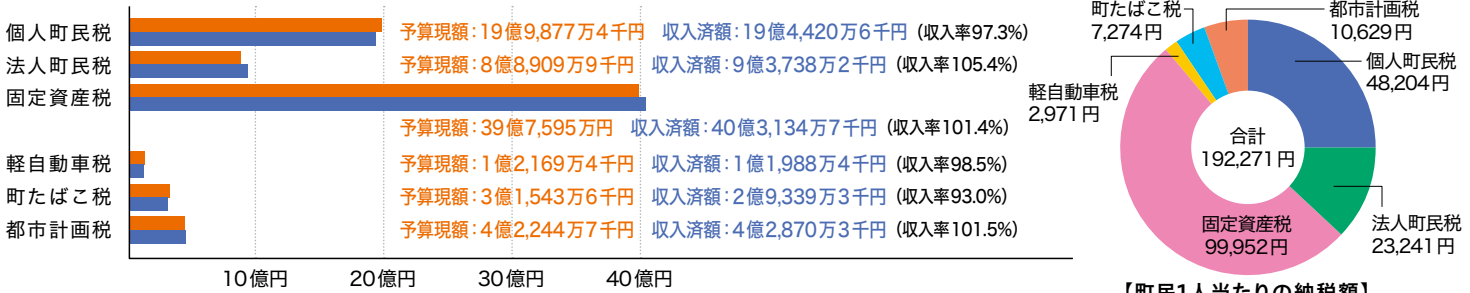 個人町民税
予算現額：19億9,877万4千円 収入済額：19億4,420万6千円（収入率97.3%）
法人町民税
予算現額：8億8,909万9千円 収入済額：9億3,738万2千円（収入率105.4%）
固定資産税
予算現額：39億7,595万円 収入済額：40億3,134万7千円（収入率101.4%）
軽自動車税
予算現額：1億2,169万4千円 収入済額：1億1,988万4千円（収入率98.5%）
町たばこ税
予算現額：3億1,543万6千円 収入済額：2億9,339万3千円（収入率93.0%）
都市計画税
予算現額：4億2,244万7千円 収入済額：4億2,870万3千円（収入率101.5%）
10億円 20億円 30億円 40億円
町たばこ税
7,274円
都市計画税
10,629円
個人町民税
48,204円
軽自動車税
2,971円
合計
192,271円
法人町民税
23,241円
固定資産税
99,952円
【町民1人当たりの納税額】